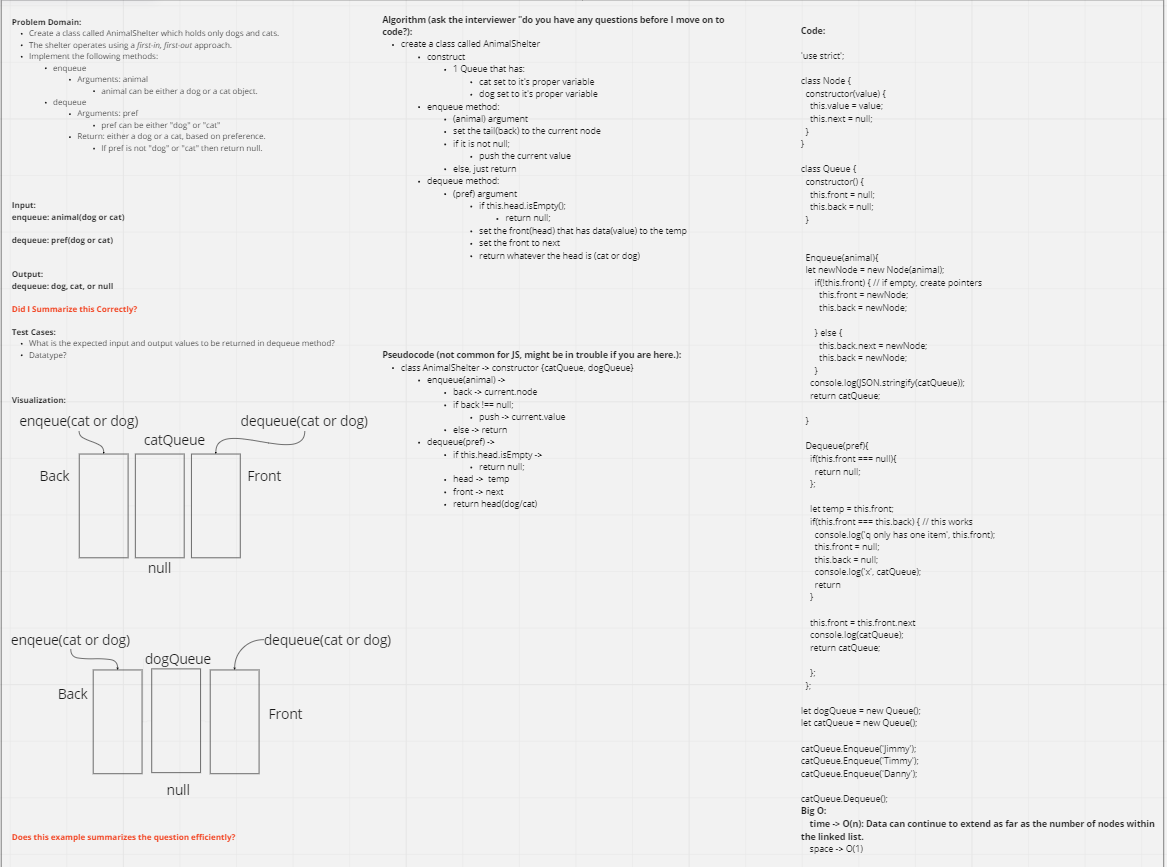 Problem Domain:
• Create a class called AnimalShelter which holds only dogs and cats.
• The shelter operates using a first-in, first-out approach.
• Implement the following methods:
• enqueue
• Arguments: animal
• animal can be either a dog or a cat object.
• dequeue
• Arguments: pref
• pref can be either "dog" or "cat"
• Return: either a dog or a cat, based on preference.
• If pref is not "dog" or "cat" then return null.
Input:
enqueue: animal(dog or cat)
dequeue: pref(dog or cat)
Output:
dequeue: dog, cat, or null
Did I Summarize this Correctly?
Test Cases:
• What is the expected input and output values to be returned in dequeue method?
• Datatype?
Visualization:
enqeue(cat or dog)
dequeue(cat or dog)
catQueue
Back
Front
null
enqeue(cat or dog)
dequeue(cat or dog)
dogQueue
Back
Front
null
Does this example summarizes the question efficiently?
Algorithm (ask the interviewer "do you have any questions before I move on to
code?):
• create a class called AnimalShelter
• construct
• 1 Queue that has:
• cat set to it's proper variable
• dog set to it's proper variable
• enqueue method:
• (animal) argument
• set the tail(back) to the current node
• if it is not null;
• push the current value
• else, just return
• dequeue method:
• (pref) argument
• if this.head.isEmpty();
• return null;
• set the front(head) that has data(value) to the temp
• set the front to next
• return whatever the head is (cat or dog)
Pseudocode (not common for JS, might be in trouble if you are here.):
• class AnimalShelter -> constructor {catQueue, dogQueue}
• enqueue(animal) ->
• back -> current.node
• if back !== null;
• push -> current.value
• else -> return
• dequeue(pref) ->
• if this.head.isEmpty ->
• return null;
• head -> temp
• front -> next
• return head(dog/cat)
Code:
'use strict';
class Node {
constructor(value) {
this.value = value;
this.next = null;
}
}
class Queue {
constructor() {
this.front = null;
this.back = null;
}
Enqueue(animal){
let newNode = new Node(animal);
if(!this.front) { // if empty, create pointers
this.front = newNode;
this.back = newNode;
} else {
this.back.next = newNode;
this.back = newNode;
}
console.log(JSON.stringify(catQueue));
return catQueue;
}
Dequeue(pref){
if(this.front === null){
return null;
};
let temp = this.front;
if(this.front === this.back) { // this works
console.log('q only has one item', this.front);
this.front = null;
this.back = null;
console.log('x', catQueue);
return
}
this.front = this.front.next
console.log(catQueue);
return catQueue;
};
};
let dogQueue = new Queue();
let catQueue = new Queue();
catQueue.Enqueue('Jimmy');
catQueue.Enqueue('Timmy');
catQueue.Enqueue('Danny');
catQueue.Dequeue();
Big O:
time -> O(n): Data can continue to extend as far as the number of nodes within
the linked list.
space -> O(1)